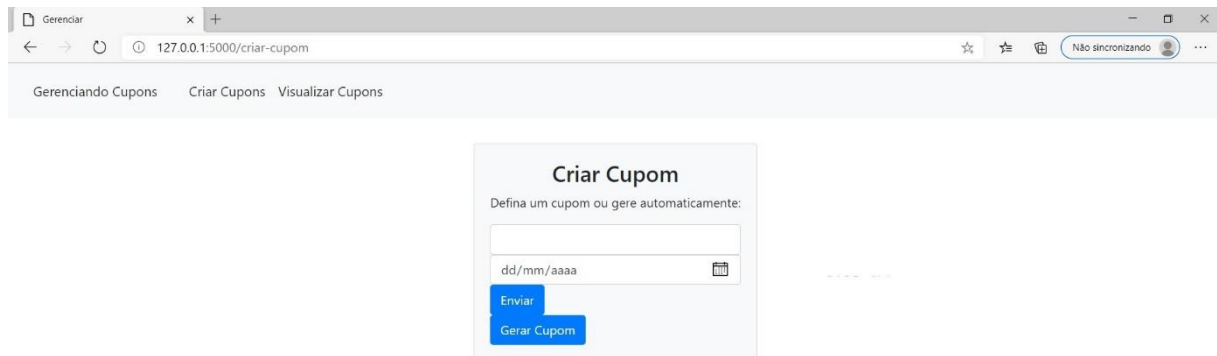 Gerenciar
127.0.0.1:5000/criar-cupom
Não sincronizando
Gerenciando Cupons Criar Cupons Visualizar Cupons
Criar Cupom
Defina um cupom ou gere automaticamente:
dd/mm/aaaa
Enviar
Gerar Cupom